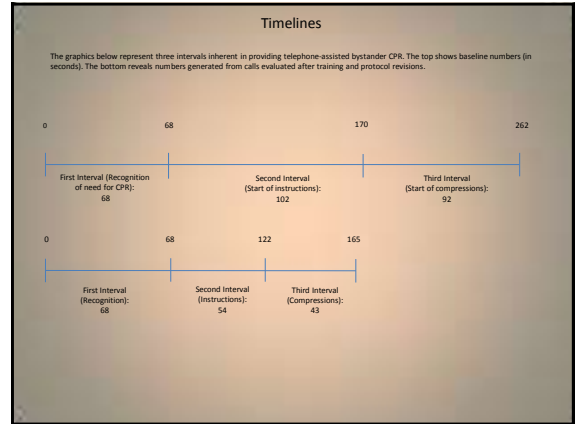 Timelines
The graphics below represent three intervals inherent in providing telephone-assisted bystander CPR. The top shows baseline numbers (in
seconds). The bottom reveals numbers generated from calls evaluated after training and protocol revisions.
0 68 170 262
First Interval (Recognition
of need for CPR):
68
Second Interval
(Start of instructions):
102
Third Interval
(Start of compressions):
92
0 68 122 165
First Interval
(Recognition):
68
Second Interval
(Instructions):
54
Third Interval
(Compressions):
43